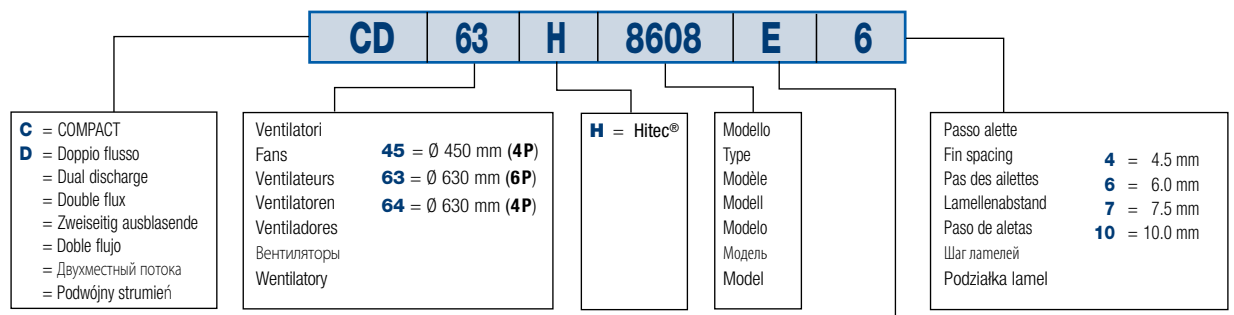 CD 63 H 8608 E 6
C = COMPACT
D = Doppio flusso
= Dual discharge
= Double flux
= Zweiseitig ausblasende
= Doble flujo
= Двухместный потока
= Podwójny strumień
Ventilatori
Fans
Ventilateurs
Ventilatoren
Ventiladores
Вентиляторы
Wentilatory
45 = Ø 450 mm (4P)
63 = Ø 630 mm (6P)
64 = Ø 630 mm (4P)
H = Hitec®
Modello
Type
Modèle
Modell
Modelo
Модель
Model
Passo alette
Fin spacing
Pas des ailettes
Lamellenabstand
Paso de aletas
Шаг лателей
Podziałka lamel
4 = 4.5 mm
6 = 6.0 mm
7 = 7.5 mm
10 = 10.0 mm